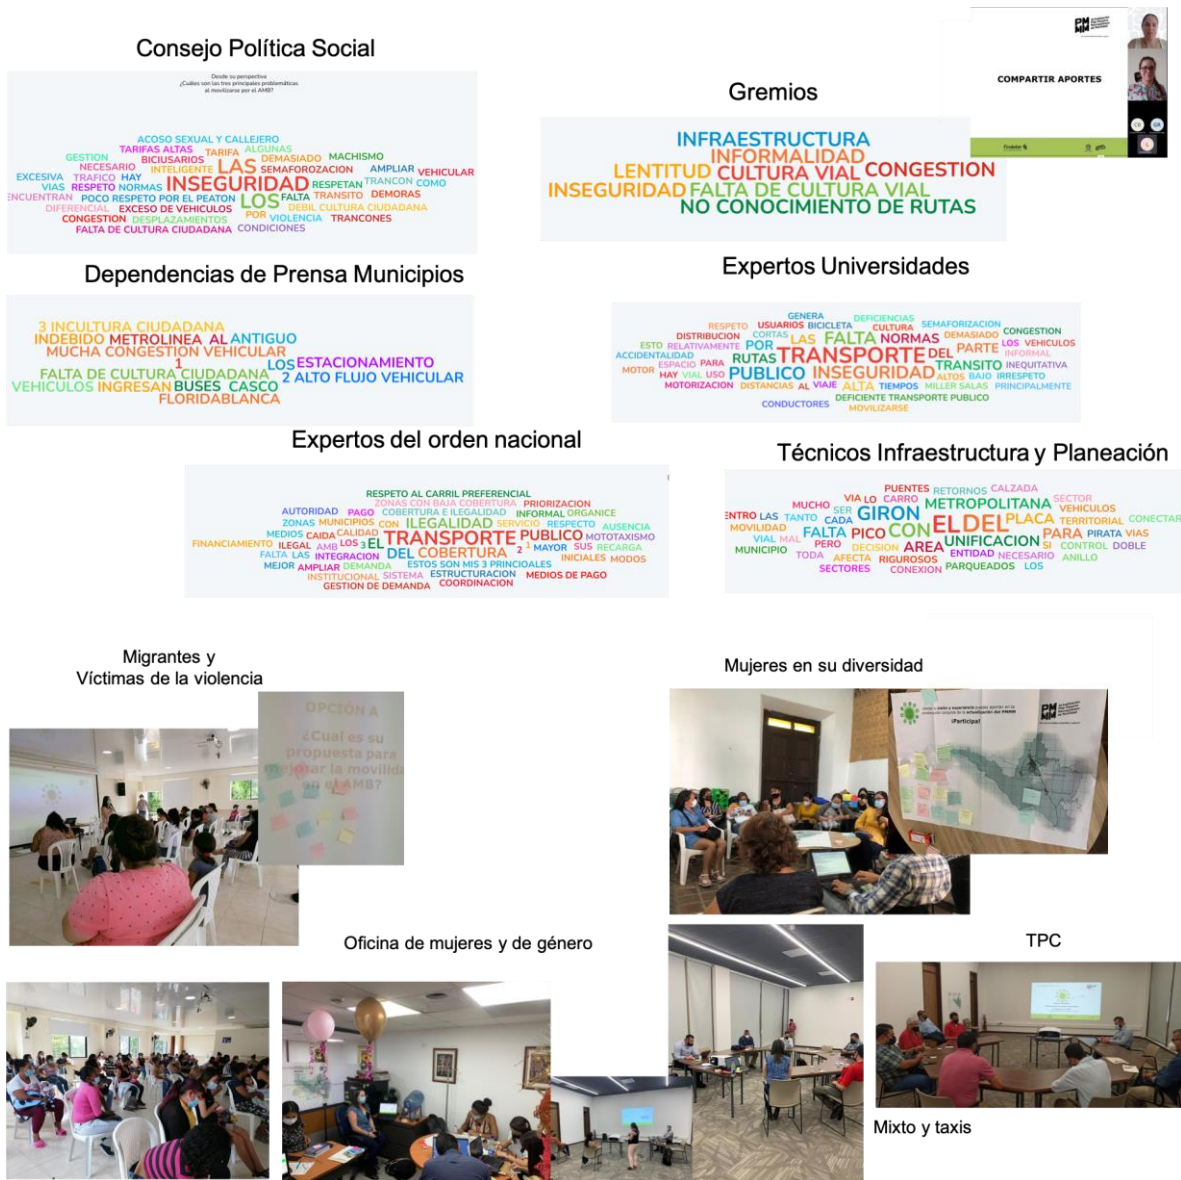 Consejo Política Social
Desde su perspectiva
¿Cuáles son las tres principales problemáticas
al movilizarse por el AMB?
ACOSO SEXUAL Y CALLEJERO
TARIFAS ALTAS TARIFA ALGUNAS
GESTION BICIUSARIOS LAS DEMASIADO MACHISMO
NECESARIO INTELIGENTE SEMAFOROZACION AMPLIAR VEHICULAR
EXCESIVA TRAFICO HAY INSEGURIDAD RESPETAN TRANCON COMO
VIAS RESPETO NORMAS
ENCUENTRAN POCO RESPETO POR EL PEATON LOS FALTA TRANSITO DEMORAS
DIFERENCIAL EXCESO DE VEHICULOS DEBIL CULTURA CIUDADANA
CONGESTION DESPLAZAMIENTOS POR VIOLENCIA TRANCONES
FALTA DE CULTURA CIUDADANA CONDICIONES
PMMM
COMPARTIR APORTES
Gremios
INFRAESTRUCTURA
INFORMALIDAD
LENTITUD CULTURA VIAL CONGESTION
INSEGURIDAD FALTA DE CULTURA VIAL
NO CONOCIMIENTO DE RUTAS
Dependencias de Prensa Municipios
3 INCULTURA CIUDADANA
INDEBIDO METROLINEA AL ANTIGUO
MUCHA CONGESTION VEHICULAR
1 LOS ESTACIONAMIENTO
FALTA DE CULTURA CIUDADANA 2 ALTO FLUJO VEHICULAR
VEHICULOS INGRESAN BUSES CASCO
FLORIDABLANCA
Expertos Universidades
GENERA DEFICIENCIAS
RESPETO USUARIOS BICICLETA CULTURA SEMAFORIZACION
DISTRIBUCION CORTAS LAS FALTA NORMAS DEMASIADO CONGESTION
ESTO RELATIVAMENTE POR DEL PARTE LOS VEHICULOS
ACCIDENTALIDAD RUTAS TRANSPORTE TRANSITO INFORMAL
ESPACIO PARA INEQUITATIVA
MOTOR HAY VIAL USO PUBLICO INSEGURIDAD ALTOS BAJO IRRESPETO
MOTORIZACION DISTANCIAS AL VIAJE ALTA TIEMPOS MILLER SALAS PRINCIPALMENTE
DEFICIENTE TRANSPORTE PUBLICO
CONDUCTORES MOVILIZARSE
Expertos del orden nacional
RESPETO AL CARRIL PREFERENCIAL
ZONAS CON BAJA COBERTURA PRIORIZACION
AUTORIDAD PAGO COBERTURA E ILEGALIDAD INFORMAL ORGANICE
ZONAS MUNICIPIOS CON ILEGALIDAD SERVICIO RESPECTO AUSENCIA
MEDIOS CAIDA CALIDAD TRANSPORTE PUBLICO MOTOTAXISMO
FINANCIAMIENTO ILEGAL AMB LOS 3 EL DEL COBERTURA 2 1 MAYOR SUS RECARGA
FALTA LAS INTEGRACION INICIALES MODOS
MEJOR AMPLIAR DEMANDA ESTOS SON MIS 3 PRINCIOALES
INSTITUCIONAL SISTEMA ESTRUCTURACION MEDIOS DE PAGO
GESTION DE DEMANDA COORDINACION
Técnicos Infraestructura y Planeación
PUENTES RETORNOS CALZADA
MUCHO VIA LO CARRO METROPOLITANA SECTOR
ENTRO LAS TANTO SER CADA GIRON EL DEL PLACA VEHICULOS
TERRITORIAL CONECTAR
MOVILIDAD FALTA PICO CON PARA PIRATA VIAS
VIAL MAL UNIFICACION
MUNICIPIO PERO DECISION AREA SI CONTROL DOBLE
TODA AFECTA RIGUROSOS ENTIDAD NECESARIO ANILLO
SECTORES CONEXION PARQUEADOS LOS
Migrantes y
Víctimas de la violencia
OPCIÓN A
¿Cual es su
propuesta para
mejorar la movilida
en el AMB?
Mujeres en su diversidad
¡Participa!
Oficina de mujeres y de género
TPC
Mixto y taxis